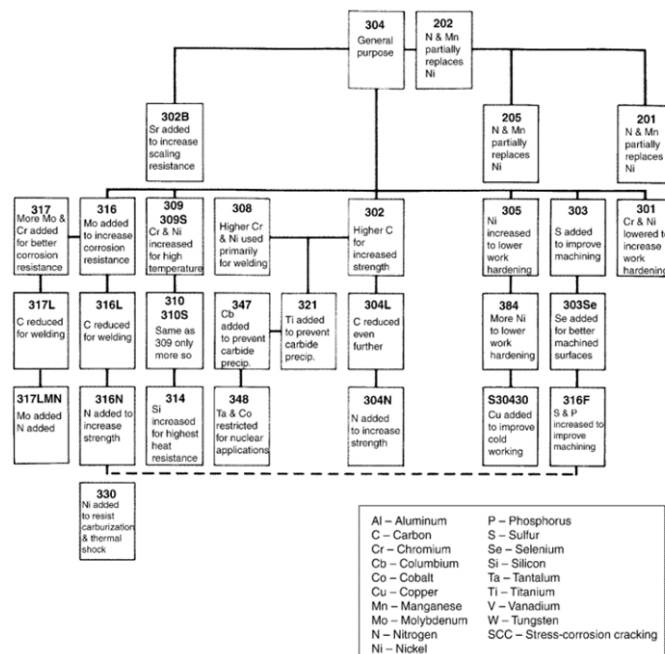 304
General
purpose
202
N & Mn
partially
replaces
Ni
302B
Sr added
to increase
scaling
resistance
205
N & Mn
partially
replaces
Ni
201
N & Mn
partially
replaces
Ni
317
More Mo &
Cr added
for better
corrosion
resistance
316
Mo added
to increase
corrosion
resistance
309
309S
Cr & Ni
increased
for high
temperature
308
Higher Cr
& Ni used
primarily
for welding
302
Higher C
for
increased
strength
305
Ni
increased
to lower
work
hardening
303
S added
to improve
machining
301
Cr & Ni
lowered to
increase
work
hardening
317L
C reduced
for welding
316L
C reduced
for welding
310
310S
Same as
309 only
more so
347
Cb
added
to prevent
carbide
precip.
321
Ti added
to prevent
carbide
precip.
304L
C reduced
even
further
384
More Ni
to lower
work
hardening
303Se
Se added
for better
machined
surfaces
317LMN
Mo added
N added
316N
N added to
increase
strength
314
Si
increased
for highest
heat
resistance
348
Ta & Co
restricted
for nuclear
applications
304N
N added
to increase
strength
S30430
Cu added
to improve
cold
working
316F
S & P
increased to
improve
machining
330
Ni added
to resist
carburization
& thermal
shock
Al – Aluminum
C – Carbon
Cr – Chromium
Cb – Columbium
Co – Cobalt
Cu – Copper
Mn – Manganese
Mo – Molybdenum
N – Nitrogen
Ni – Nickel
P – Phosphorus
S – Sulfur
Se – Selenium
Si – Silicon
Ta – Tantalum
Ti – Titanium
V – Vanadium
W – Tungsten
SCC – Stress-corrosion cracking